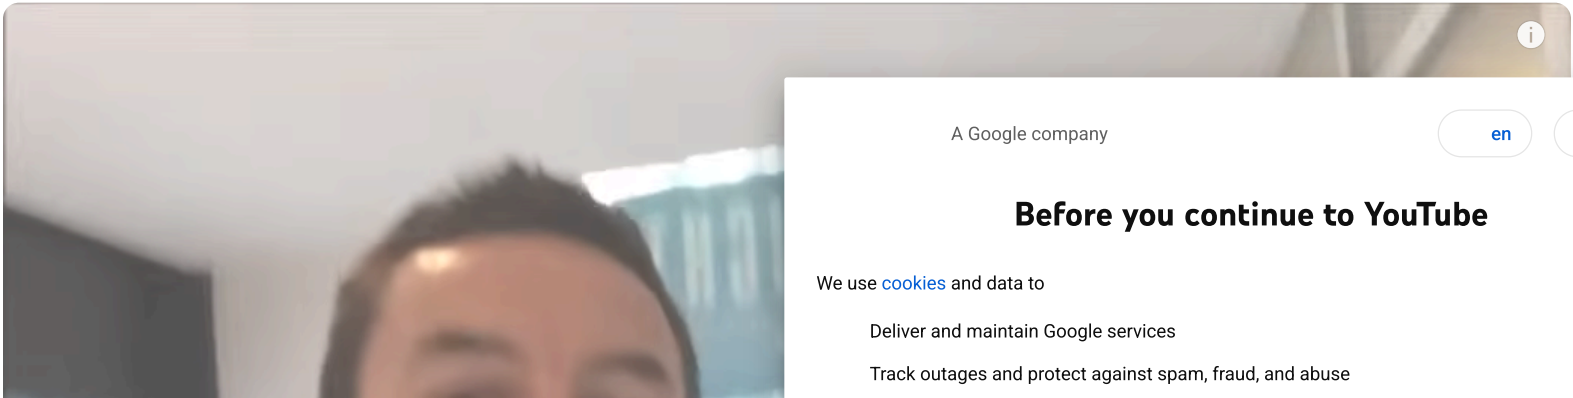 A Google company
en
Before you continue to YouTube
We use cookies and data to
Deliver and maintain Google services
Track outages and protect against spam, fraud, and abuse